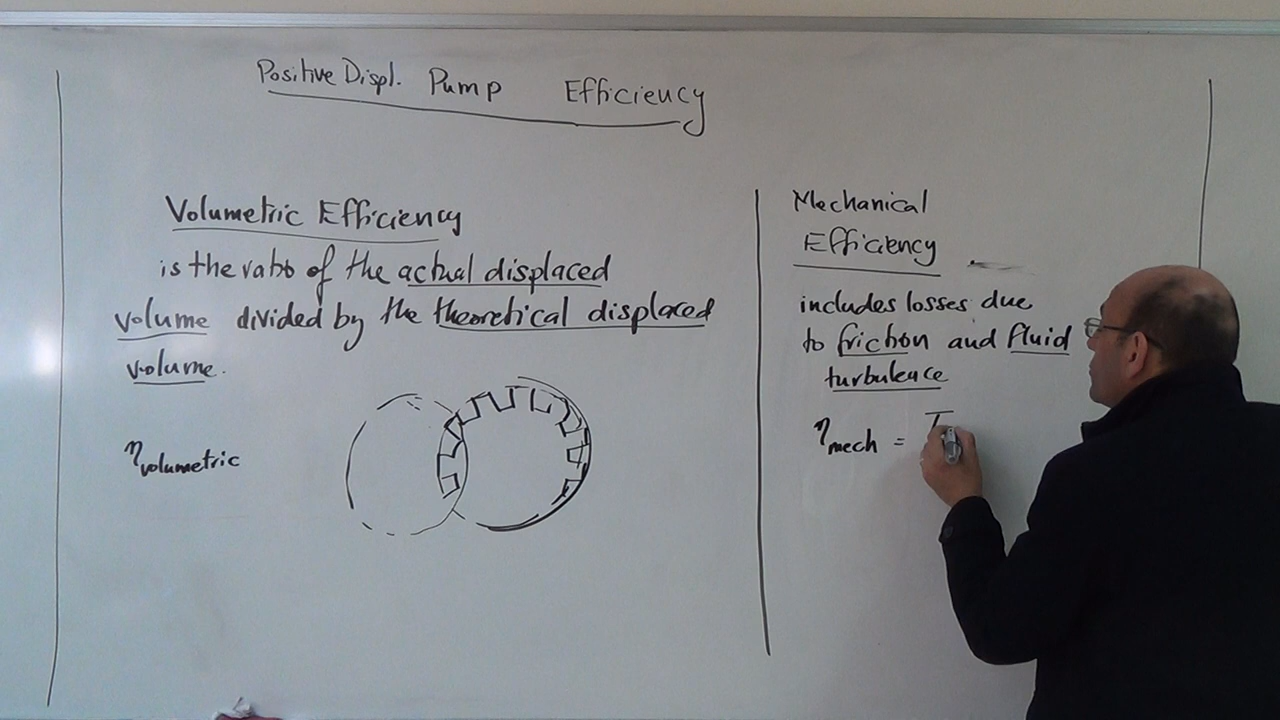 Positive Displ. Pump Efficiency
Volumetric Efficiency
is the ratio of the actual displaced
volume divided by the theoretical displaced
volume.
ηvolumetric
Mechanical
Efficiency
includes losses due
to friction and fluid
turbulence
ηmech = T